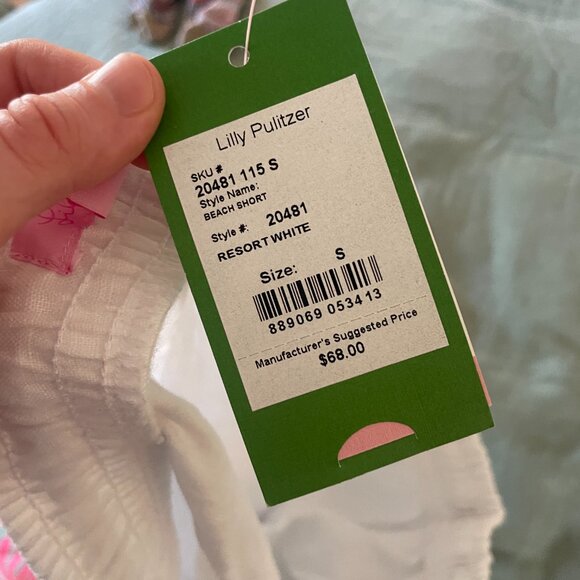 Lilly Pulitzer
SKU #
20481 115 S
Style Name:
BEACH SHORT
Style #: 20481
RESORT WHITE
Size: S
889069 053413
Manufacturer's Suggested Price
$68.00